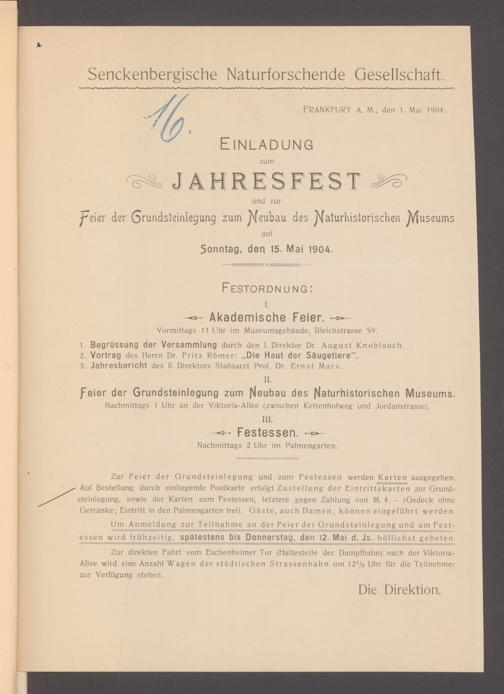 Senckenbergische Naturforschende Gesellschaft.
16.
FRANKFURT A. M., den 1. Mai 1904.
EINLADUNG
zum
JAHRESFEST
und zur
Feier der Grundsteinlegung zum Neubau des Naturhistorischen Museums
auf
Sonntag, den 15. Mai 1904.
FESTORDNUNG:
I.
Akademische Feier.
Vormittags 11 Uhr im Museumsgebäude, Bleichstrasse 59.
1. Begrüssung der Versammlung durch den I. Direktor Dr. August Knoblauch.
2. Vortrag des Herrn Dr. Fritz Römer: „Die Haut der Säugetiere".
3. Jahresbericht des II. Direktors Stabsarzt Prof. Dr. Ernst Marx.
II.
Feier der Grundsteinlegung zum Neubau des Naturhistorischen Museums.
Nachmittags 1 Uhr an der Viktoria-Allee (zwischen Kettenhofweg und Jordanstrasse).
III.
Festessen.
Nachmittags 2 Uhr im Palmengarten.
Zur Feier der Grundsteinlegung und zum Festessen werden Karten ausgegeben.
Auf Bestellung durch einliegende Postkarte erfolgt Zustellung der Eintrittskarten zur Grund-
steinlegung, sowie der Karten zum Festessen, letztere gegen Zahlung von M. 4. – (Gedeck ohne
Getränke; Eintritt in den Palmengarten frei). Gäste, auch Damen, können eingeführt werden.
Um Anmeldung zur Teilnahme an der Feier der Grundsteinlegung und am Fest-
essen wird frühzeitig, spätestens bis Donnerstag, den 12. Mai d. Js. höflichst gebeten.
Zur direkten Fahrt vom Eschenheimer Tor (Haltestelle der Dampfbahn) nach der Viktoria-
Allee wird eine Anzahl Wagen der städtischen Strassenbahn um 12½ Uhr für die Teilnehmer
zur Verfügung stehen.
Die Direktion.